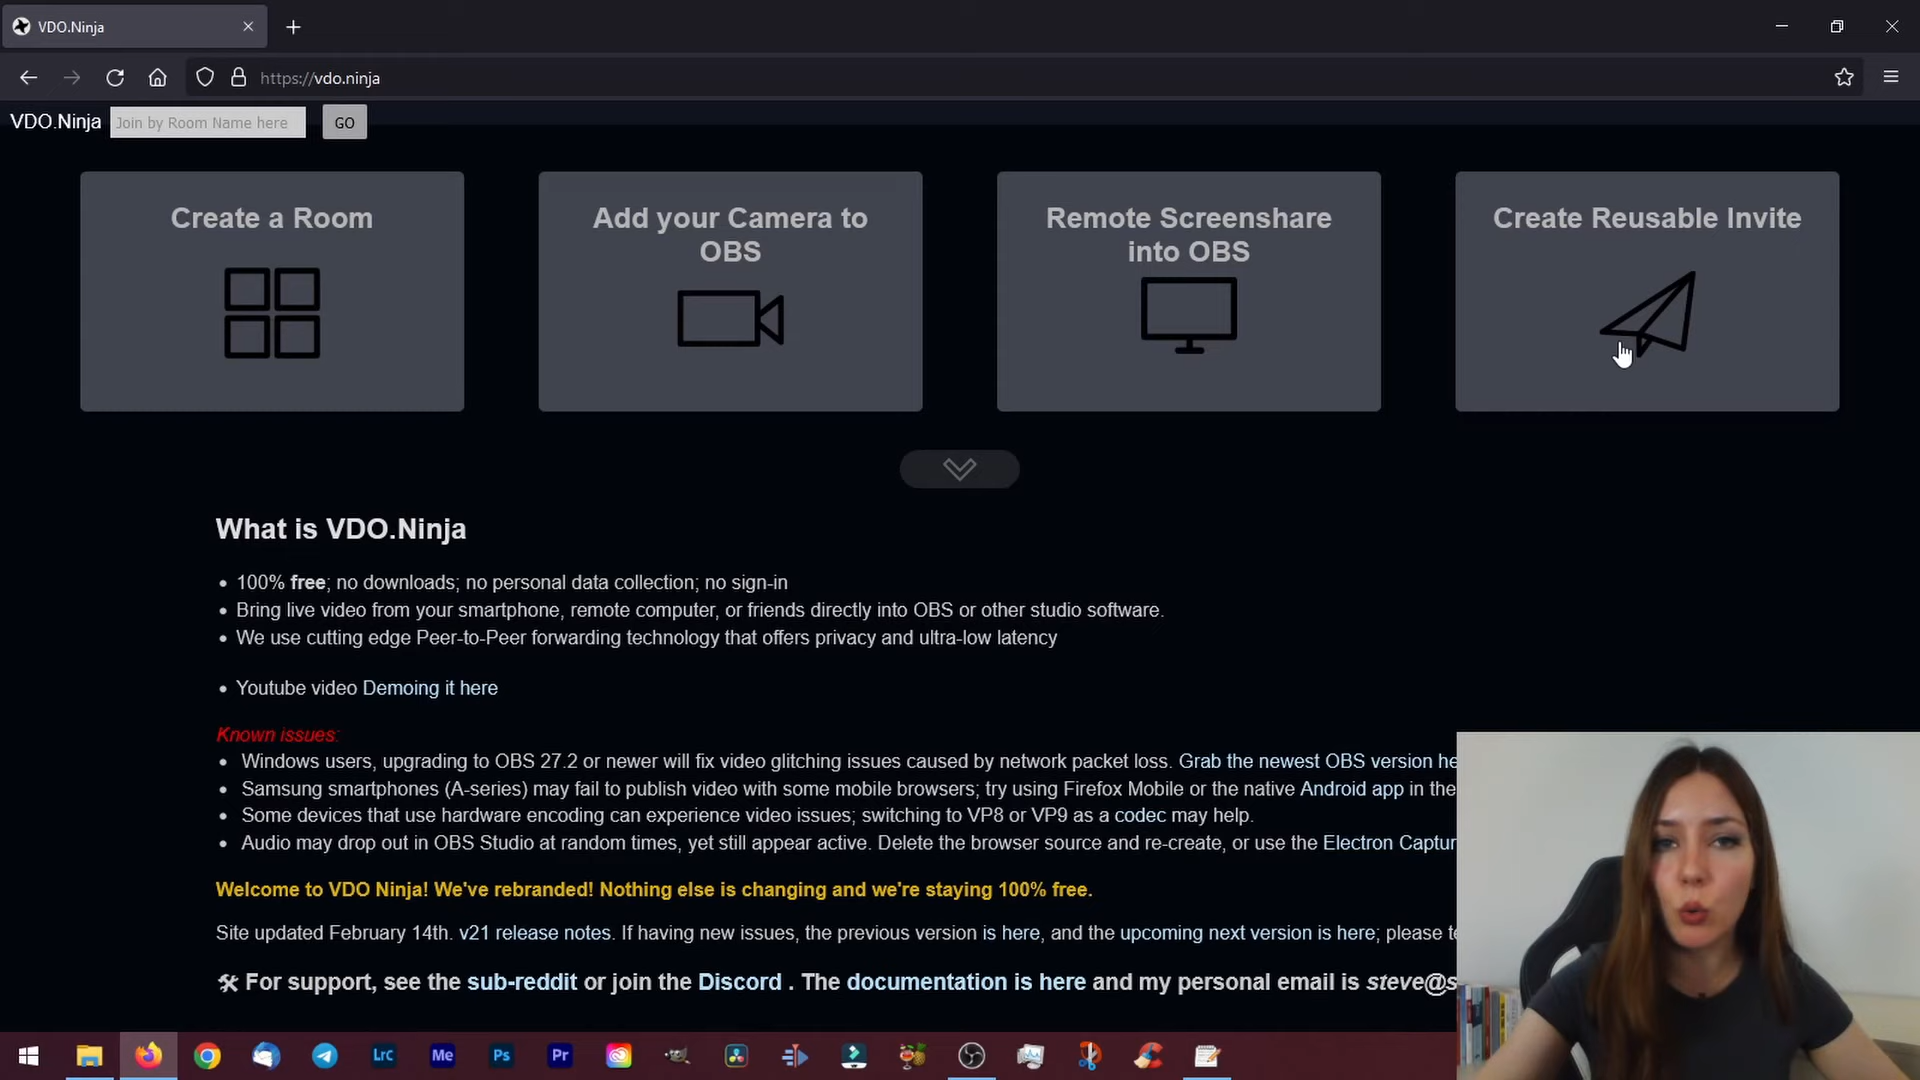 VDO.Ninja
https://vdo.ninja
VDO.Ninja Join by Room Name here GO
Create a Room
Add your Camera to
OBS
Remote Screenshare
into OBS
Create Reusable Invite
What is VDO.Ninja
100% free; no downloads; no personal data collection; no sign-in
Bring live video from your smartphone, remote computer, or friends directly into OBS or other studio software.
We use cutting edge Peer-to-Peer forwarding technology that offers privacy and ultra-low latency
Youtube video Demoing it here
Known issues:
Windows users, upgrading to OBS 27.2 or newer will fix video glitching issues caused by network packet loss. Grab the newest OBS version he
Samsung smartphones (A-series) may fail to publish video with some mobile browsers; try using Firefox Mobile or the native Android app in the
Some devices that use hardware encoding can experience video issues; switching to VP8 or VP9 as a codec may help.
Audio may drop out in OBS Studio at random times, yet still appear active. Delete the browser source and re-create, or use the Electron Captur
Welcome to VDO Ninja! We've rebranded! Nothing else is changing and we're staying 100% free.
Site updated February 14th. v21 release notes. If having new issues, the previous version is here, and the upcoming next version is here; please te
For support, see the sub-reddit or join the Discord . The documentation is here and my personal email is steve@s
LrC Me Ps Pr